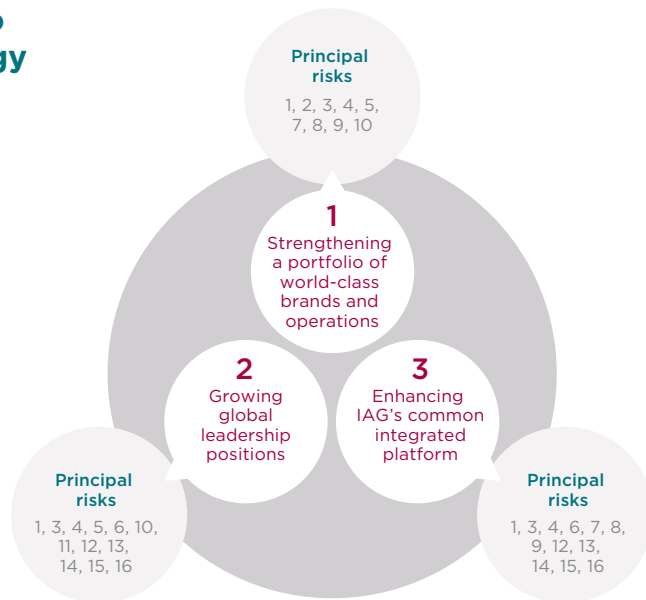 gy
Principal
risks
1, 2, 3, 4, 5,
7, 8, 9, 10
1
Strengthening
a portfolio of
world-class
brands and
operations
2
Growing
global
leadership
positions
3
Enhancing
IAG's common
integrated
platform
Principal
risks
1, 3, 4, 5, 6, 10,
11, 12, 13,
14, 15, 16
Principal
risks
1, 3, 4, 6, 7, 8,
9, 12, 13,
14, 15, 16